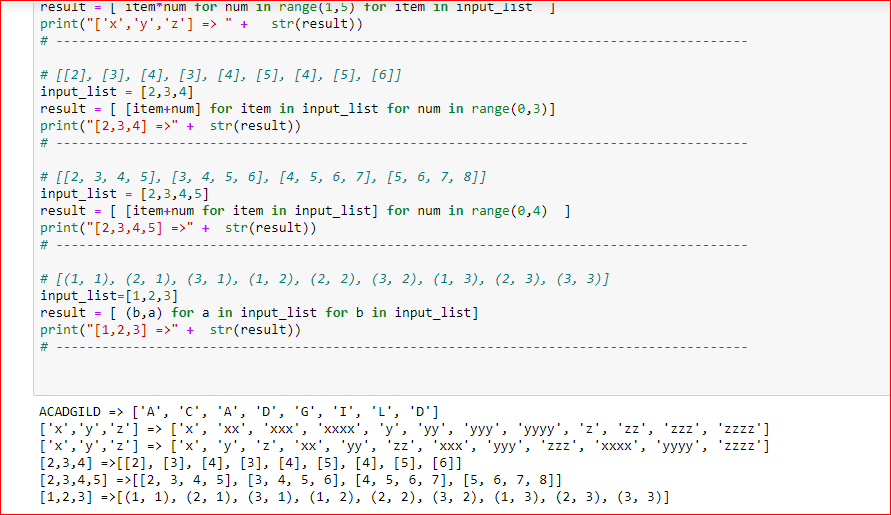 result = [ item*num for num in range(1,5) for item in input_list  ]
print("['x','y','z'] => " +   str(result))
# ----------------------------------------------------------------------------------------
# [[2], [3], [4], [3], [4], [5], [4], [5], [6]]
input_list = [2,3,4]
result = [ [item+num] for item in input_list for num in range(0,3)]
print("[2,3,4] =>" +  str(result))
# ----------------------------------------------------------------------------------------
# [[2, 3, 4, 5], [3, 4, 5, 6], [4, 5, 6, 7], [5, 6, 7, 8]]
input_list = [2,3,4,5]
result = [ [item+num for item in input_list] for num in range(0,4)  ]
print("[2,3,4,5] =>" +  str(result))
# ----------------------------------------------------------------------------------------
# [(1, 1), (2, 1), (3, 1), (1, 2), (2, 2), (3, 2), (1, 3), (2, 3), (3, 3)]
input_list=[1,2,3]
result = [ (b,a) for a in input_list for b in input_list]
print("[1,2,3] =>" +  str(result))
# ----------------------------------------------------------------------------------------
ACADGILD => ['A', 'C', 'A', 'D', 'G', 'I', 'L', 'D']
['x','y','z'] => ['x', 'xx', 'xxx', 'xxxx', 'y', 'yy', 'yyy', 'yyyy', 'z', 'zz', 'zzz', 'zzzz']
['x','y','z'] => ['x', 'y', 'z', 'xx', 'yy', 'zz', 'xxx', 'yyy', 'zzz', 'xxxx', 'yyyy', 'zzzz']
[2,3,4] =>[[2], [3], [4], [3], [4], [5], [4], [5], [6]]
[2,3,4,5] =>[[2, 3, 4, 5], [3, 4, 5, 6], [4, 5, 6, 7], [5, 6, 7, 8]]
[1,2,3] =>[(1, 1), (2, 1), (3, 1), (1, 2), (2, 2), (3, 2), (1, 3), (2, 3), (3, 3)]